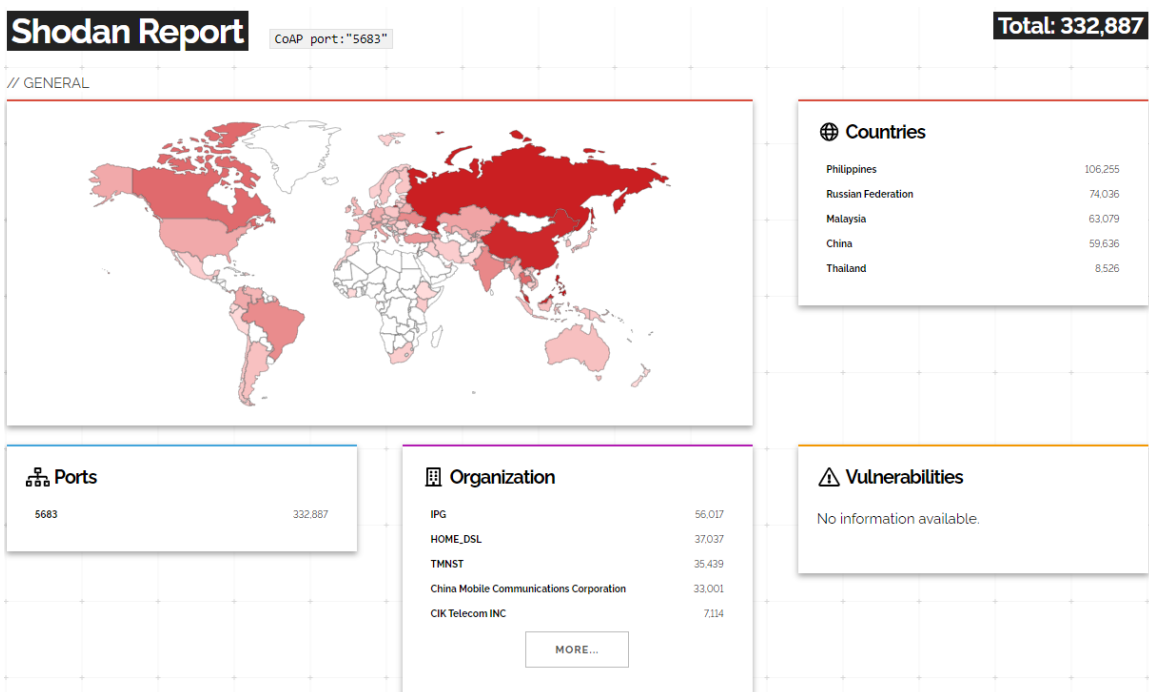 Shodan Report
CoAP port:"5683"
Total: 332,887
// GENERAL
Countries
Philippines 106,255
Russian Federation 74,036
Malaysia 63,079
China 59,636
Thailand 8,526
Ports
5683 332,887
Organization
IPG 56,017
HOME_DSL 37,037
TMNST 35,439
China Mobile Communications Corporation 33,001
CIK Telecom INC 7,114
MORE...
Vulnerabilities
No information available.